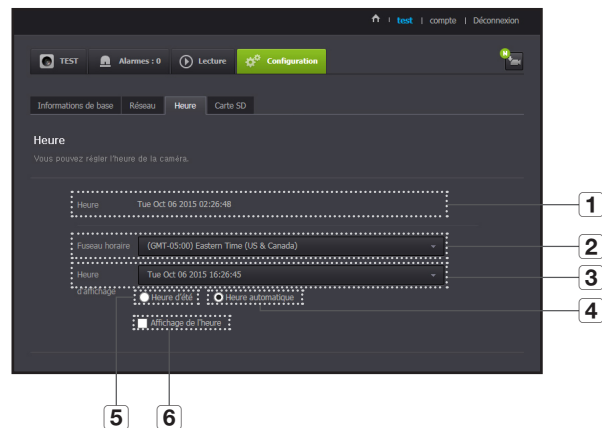 test | compte | Déconnexion
TEST Alarmes : 0 Lecture Configuration
N
Informations de base Réseau Heure Carte SD
Heure
Vous pouvez régler l'heure de la caméra.
Heure Tue Oct 06 2015 02:26:48
1
Fuseau horaire (GMT-05:00) Eastern Time (US & Canada)
2
Heure d'affichage Tue Oct 06 2015 16:26:45
3
Heure d'été Heure automatique
4
Affichage de l'heure
5 6